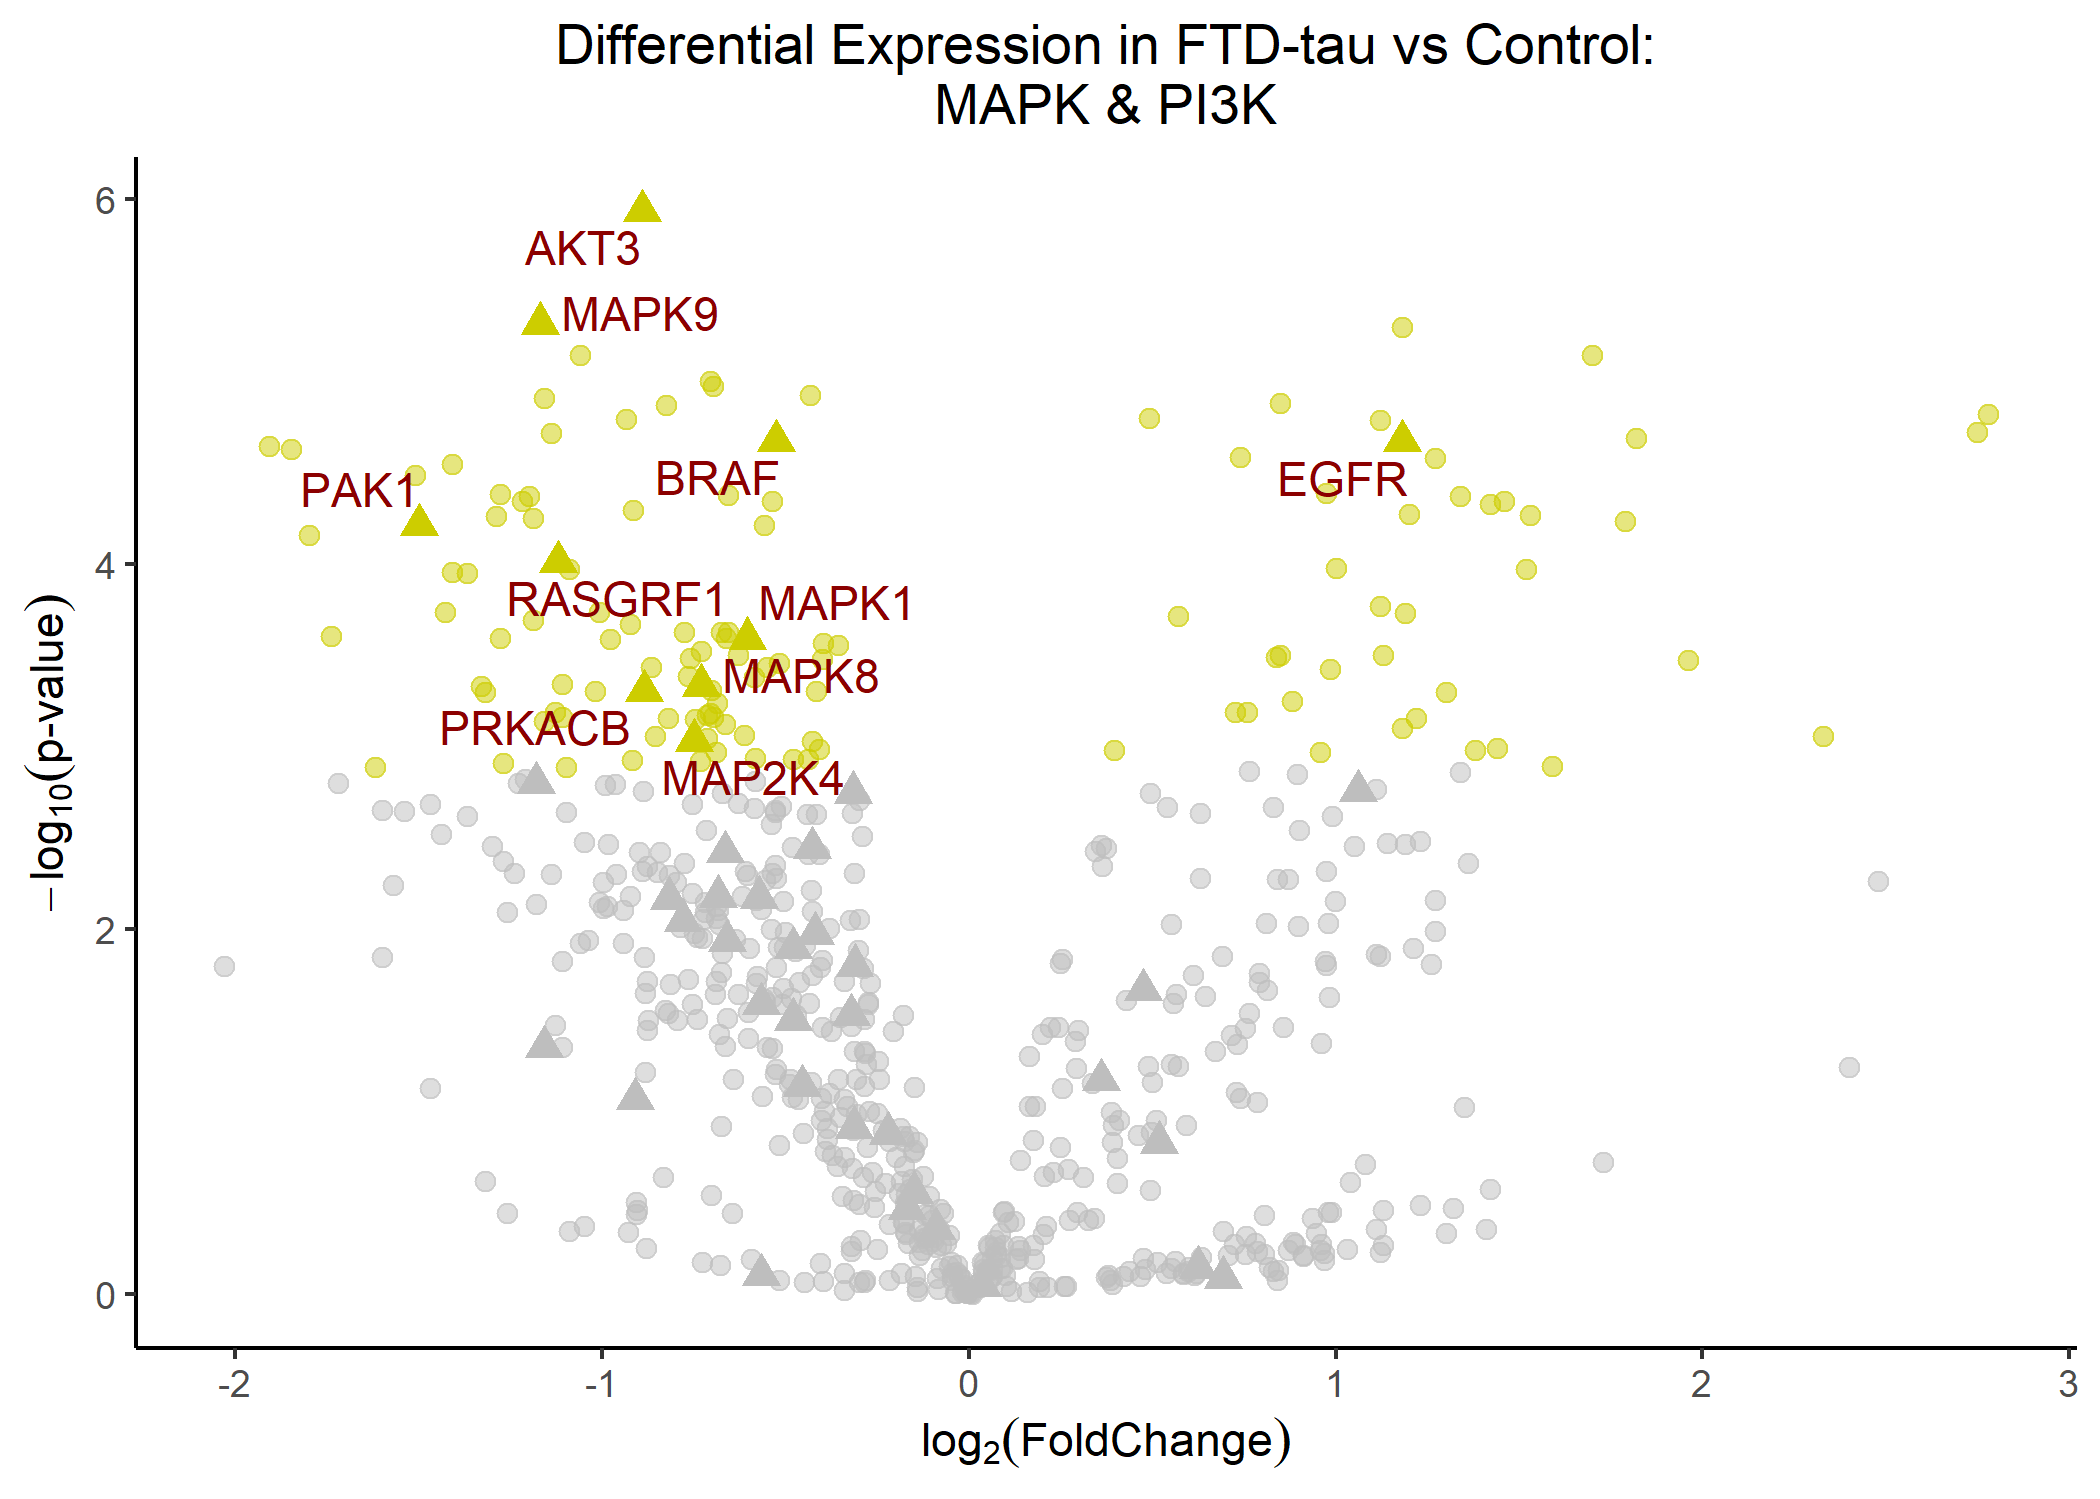 Differential Expression in FTD-tau vs Control:
MAPK & PI3K
6
4
2
0
−log₁₀(p-value)
AKT3
MAPK9
BRAF
EGFR
PAK1
RASGRF1
MAPK1
MAPK8
PRKACB
MAP2K4
-2
-1
0
1
2
3
log₂(FoldChange)